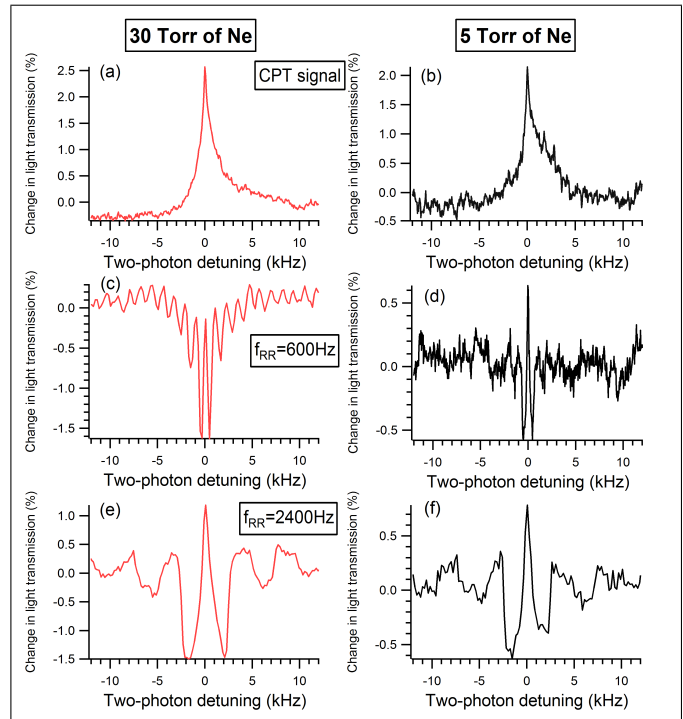 30 Torr of Ne
5 Torr of Ne
(a)
CPT signal
Change in light transmission (%)
2.5
2.0
1.5
1.0
0.5
0.0
-10 -5 0 5 10
Two-photon detuning (kHz)
(b)
Change in light transmission (%)
2.0
1.5
1.0
0.5
0.0
-0.5
-10 -5 0 5 10
Two-photon detuning (kHz)
(c)
f_RR=600Hz
Change in light transmission (%)
0.0
-0.5
-1.0
-1.5
-10 -5 0 5 10
Two-photon detuning (kHz)
(d)
Change in light transmission (%)
0.5
0.0
-0.5
-10 -5 0 5 10
Two-photon detuning (kHz)
(e)
f_RR=2400Hz
Change in light transmission (%)
1.0
0.5
0.0
-0.5
-1.0
-1.5
-10 -5 0 5 10
Two-photon detuning (kHz)
(f)
Change in light transmission (%)
0.5
0.0
-0.5
-10 -5 0 5 10
Two-photon detuning (kHz)